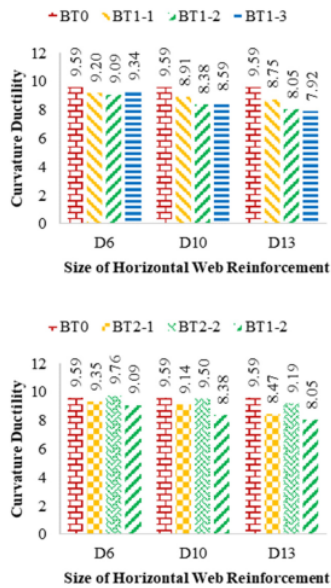 BT0 BT1-1 BT1-2 BT1-3
12
10
8
6
4
2
0
Curvature Ductility
9.59 9.20 9.09 9.34 9.59 8.91 8.38 8.59 9.59 8.75 8.05 7.92
D6 D10 D13
Size of Horizontal Web Reinforcement
BT0 BT2-1 BT2-2 BT1-2
12
10
8
6
4
2
0
Curvature Ductility
9.59 9.35 9.76 9.09 9.59 9.14 9.50 8.38 9.59 8.47 9.19 8.05
D6 D10 D13
Size of Horizontal Web Reinforcement